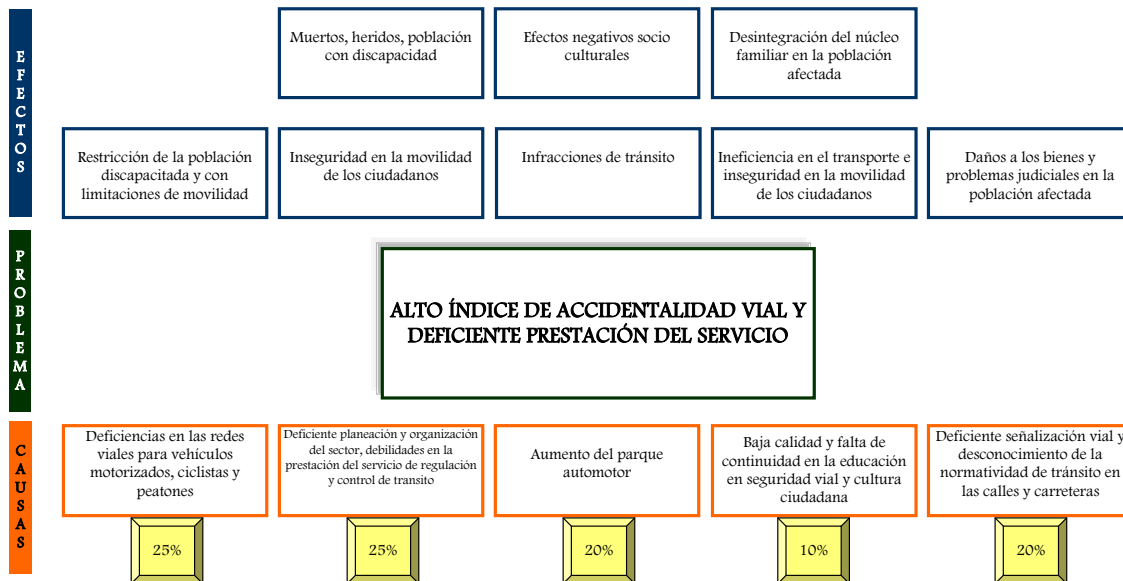 EFECTOS
Muertos, heridos, población
con discapacidad
Efectos negativos socio
culturales
Desintegración del núcleo
familiar en la población
afectada
Restricción de la población
discapacitada y con
limitaciones de movilidad
Inseguridad en la movilidad
de los ciudadanos
Infracciones de tránsito
Ineficiencia en el transporte e
inseguridad en la movilidad
de los ciudadanos
Daños a los bienes y
problemas judiciales en la
población afectada
PROBLEMA
ALTO ÍNDICE DE ACCIDENTALIDAD VIAL Y
DEFICIENTE PRESTACIÓN DEL SERVICIO
CAUSAS
Deficiencias en las redes
viales para vehículos
motorizados, ciclistas y
peatones
Deficiente planeación y organización
del sector, debilidades en la
prestación del servicio de regulación
y control de transito
Aumento del parque
automotor
Baja calidad y falta de
continuidad en la educación
en seguridad vial y cultura
ciudadana
Deficiente señalización vial y
desconocimiento de la
normatividad de tránsito en
las calles y carreteras
25%
25%
20%
10%
20%